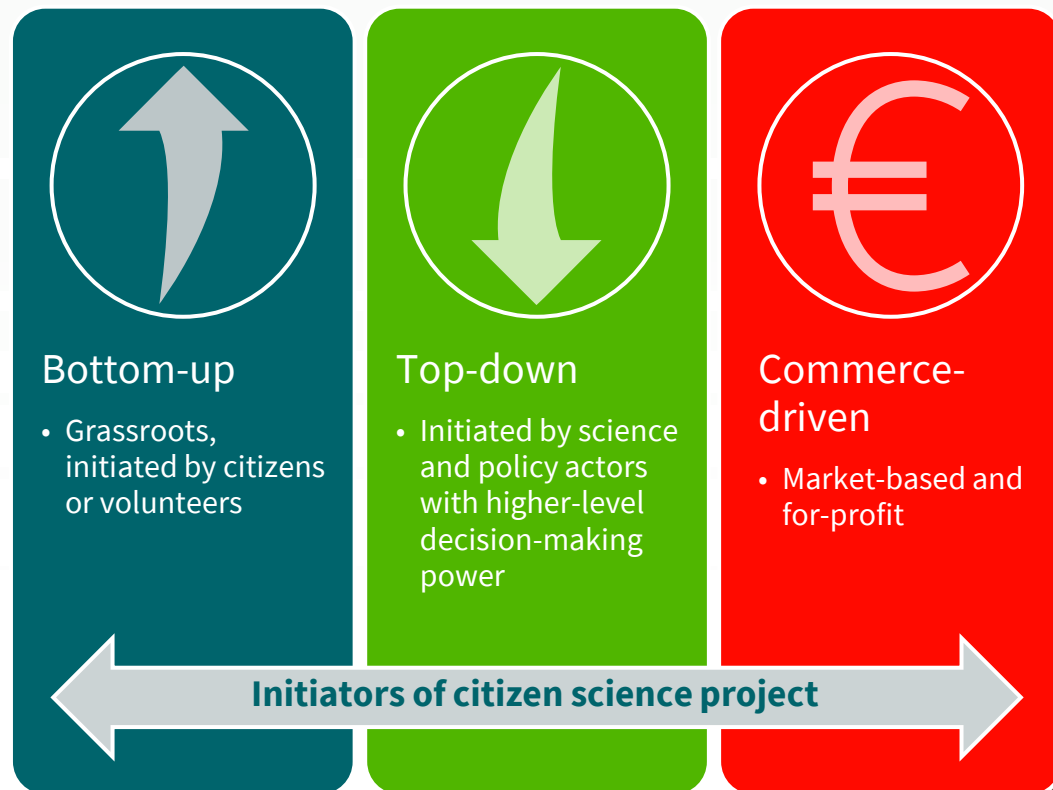 Bottom-up
• Grassroots,
initiated by citizens
or volunteers
Top-down
• Initiated by science
and policy actors
with higher-level
decision-making
power
€
Commerce-
driven
• Market-based and
for-profit
Initiators of citizen science project